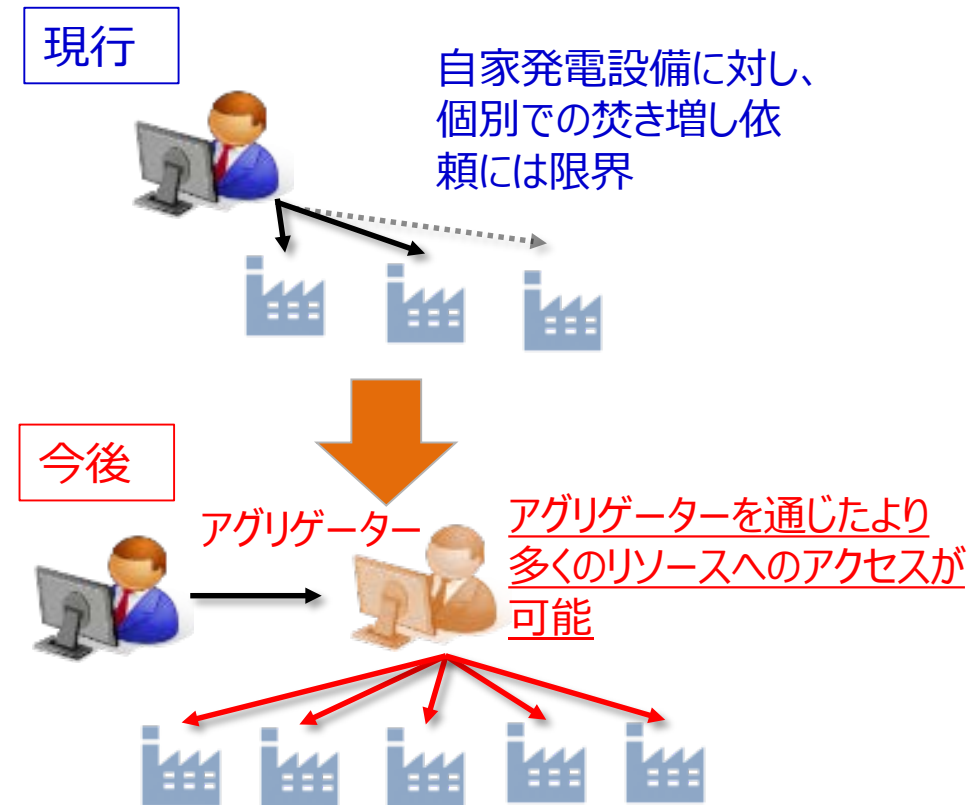 現行
自家発電設備に対し、
個別での焚き増し依
頼には限界
今後
アグリゲーター
アグリゲーターを通じたより
多くのリソースへのアクセスが
可能